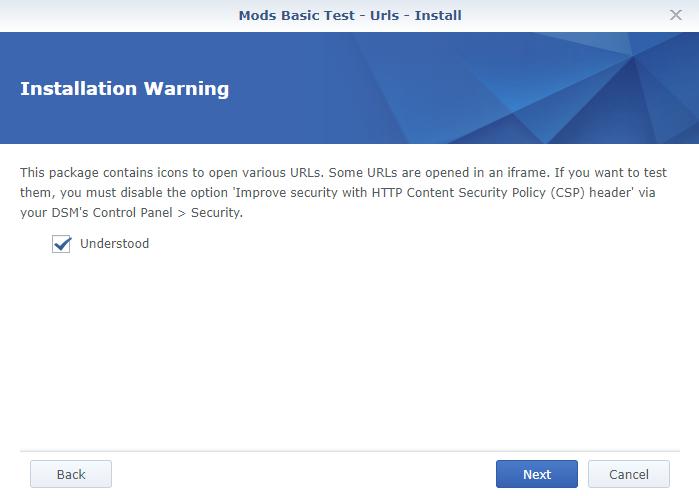 Mods Basic Test - Urls - Install
Installation Warning
This package contains icons to open various URLs. Some URLs are opened in an iframe. If you want to test
them, you must disable the option 'Improve security with HTTP Content Security Policy (CSP) header' via
your DSM's Control Panel > Security.
Understood
Back Next Cancel